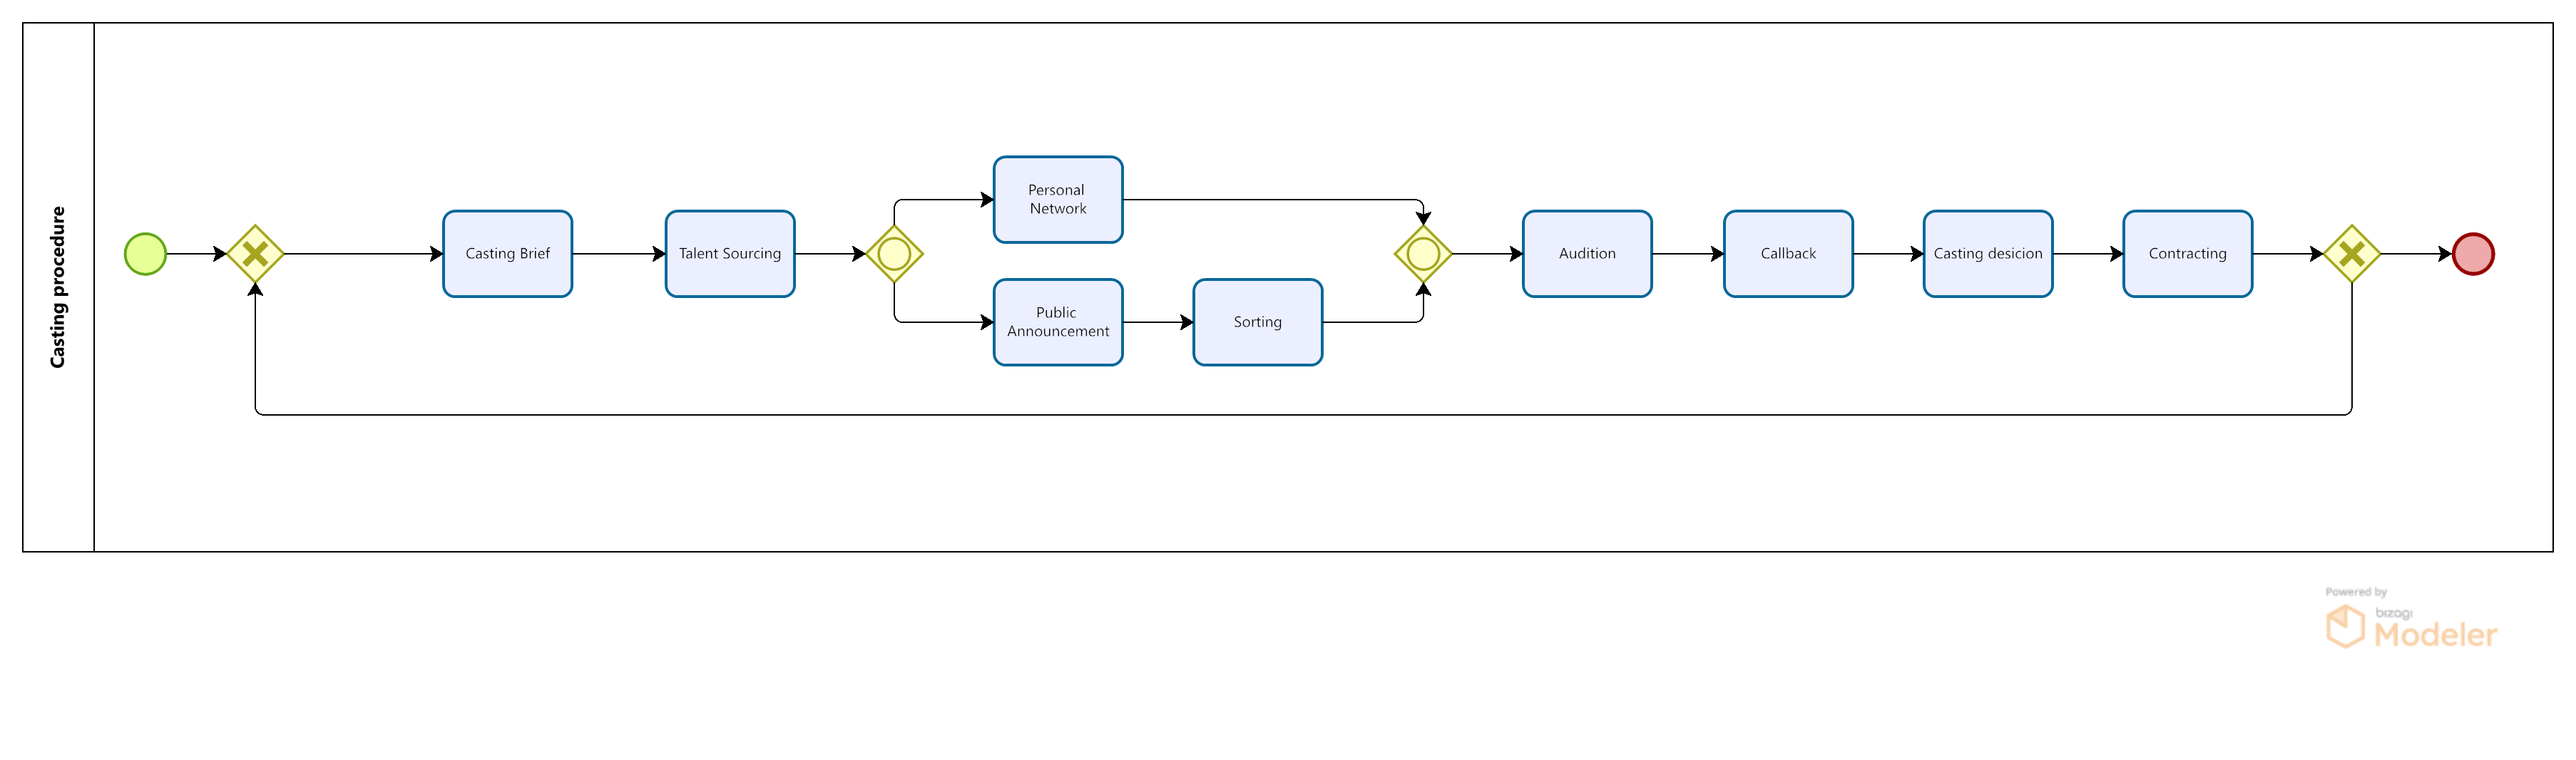 Casting procedure
Casting Brief
Talent Sourcing
Personal
Network
Public
Announcement
Sorting
Audition
Callback
Casting desicion
Contracting
Powered by
bizagi
Modeler